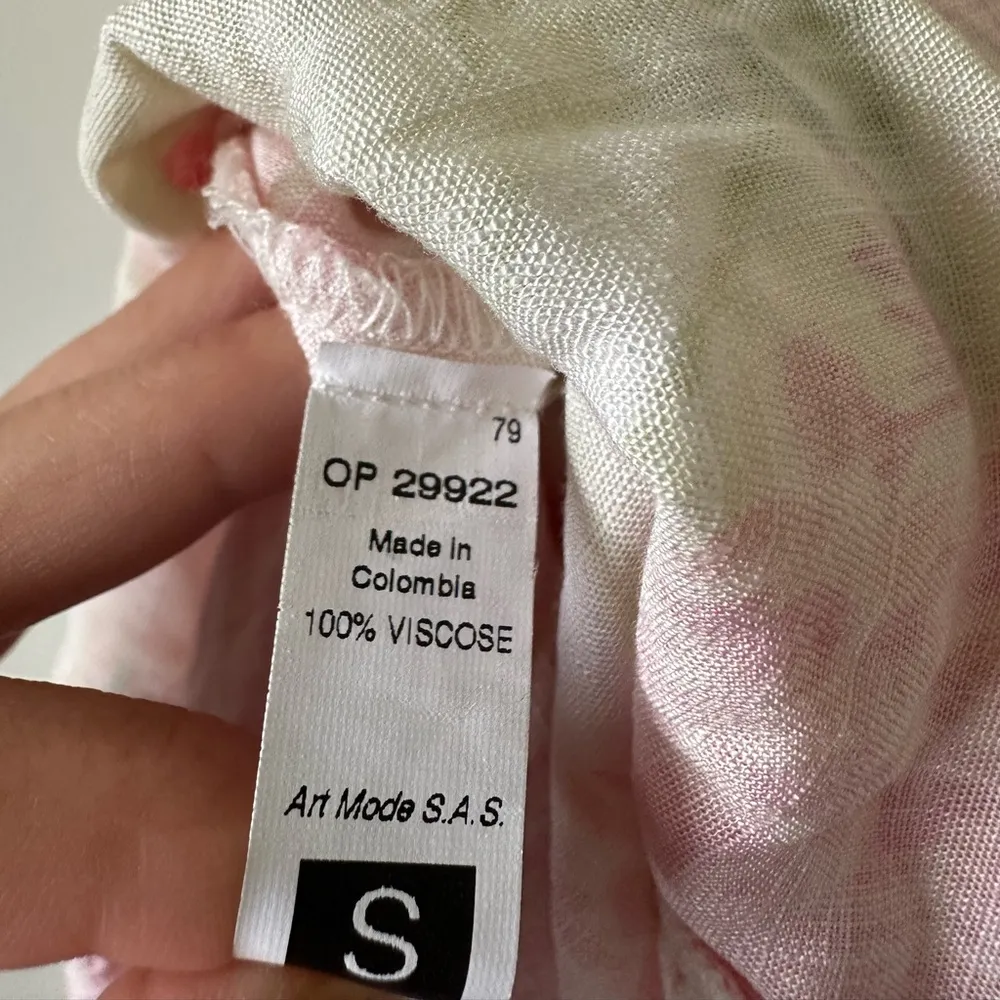 79
OP 29922
Made in
Colombia
100% VISCOSE
Art Mode S.A.S.
S